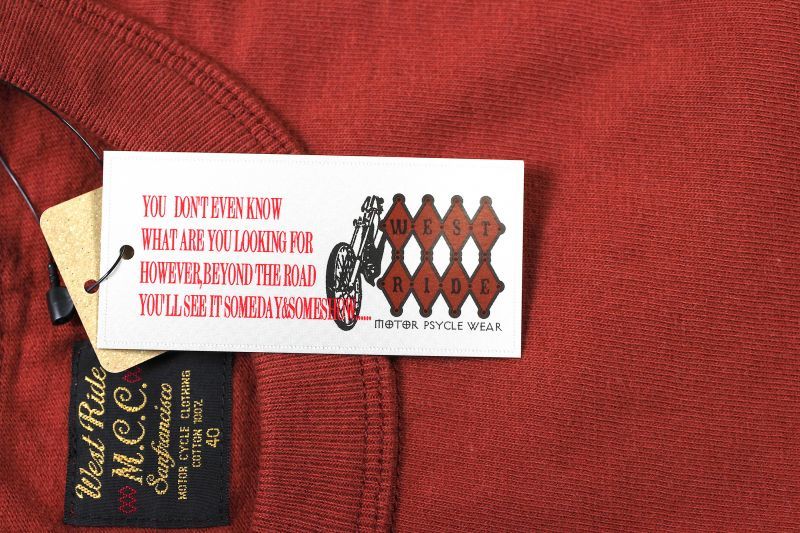 YOU DON'T EVEN KNOW
WHAT ARE YOU LOOKING FOR
HOWEVER,BEYOND THE ROAD
YOU'LL SEE IT SOMEDAY&SOMESHOW......
WEST
RIDE
MOTOR PSYCLE WEAR
West Ride
M.C.C.
Sanfrancisco
MOTOR CYCLE CLOTHING
COTTON 100%
40